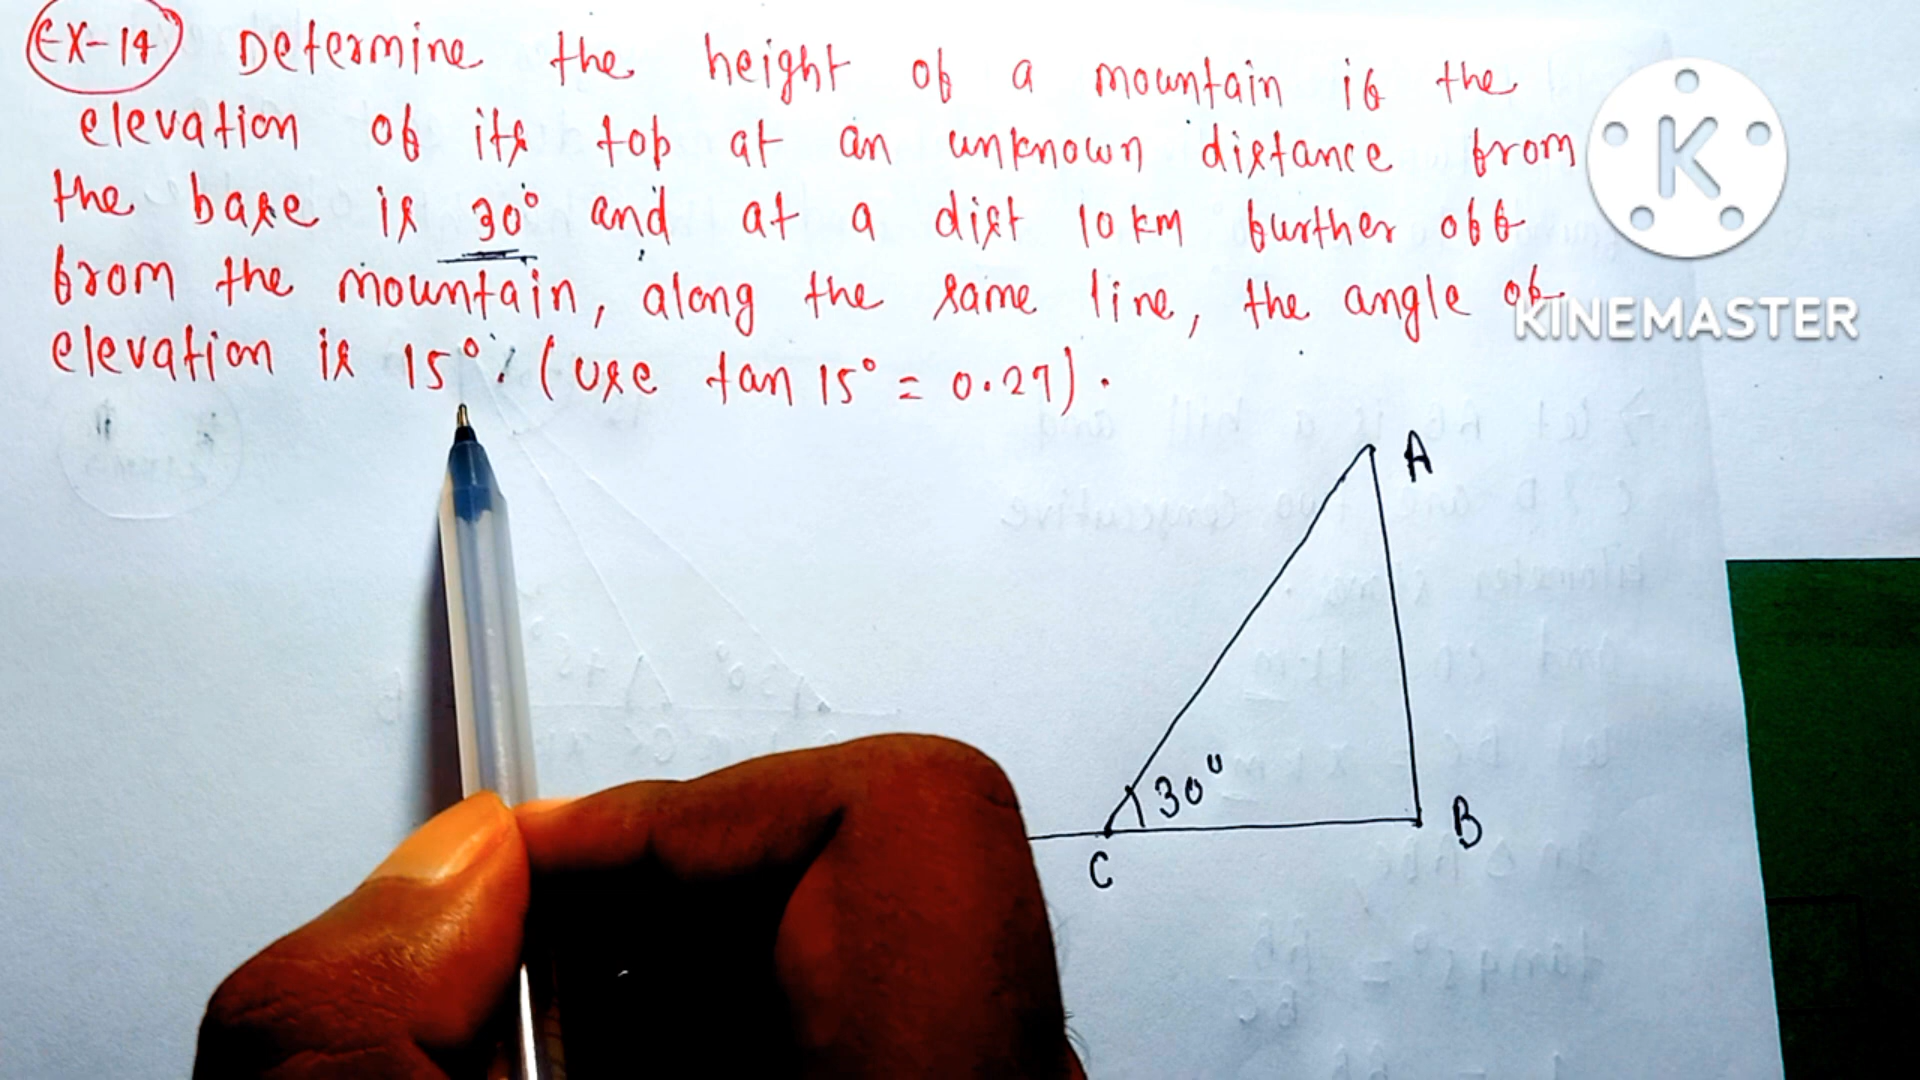 EX-14 Determine the height of a mountain if the
elevation of its top at an unknown distance from
the base is 30° and at a dist 10 km further off
from the mountain, along the same line, the angle of
elevation is 15°. (use tan 15° = 0.27).
K
KINEMASTER
A
30°
B
C